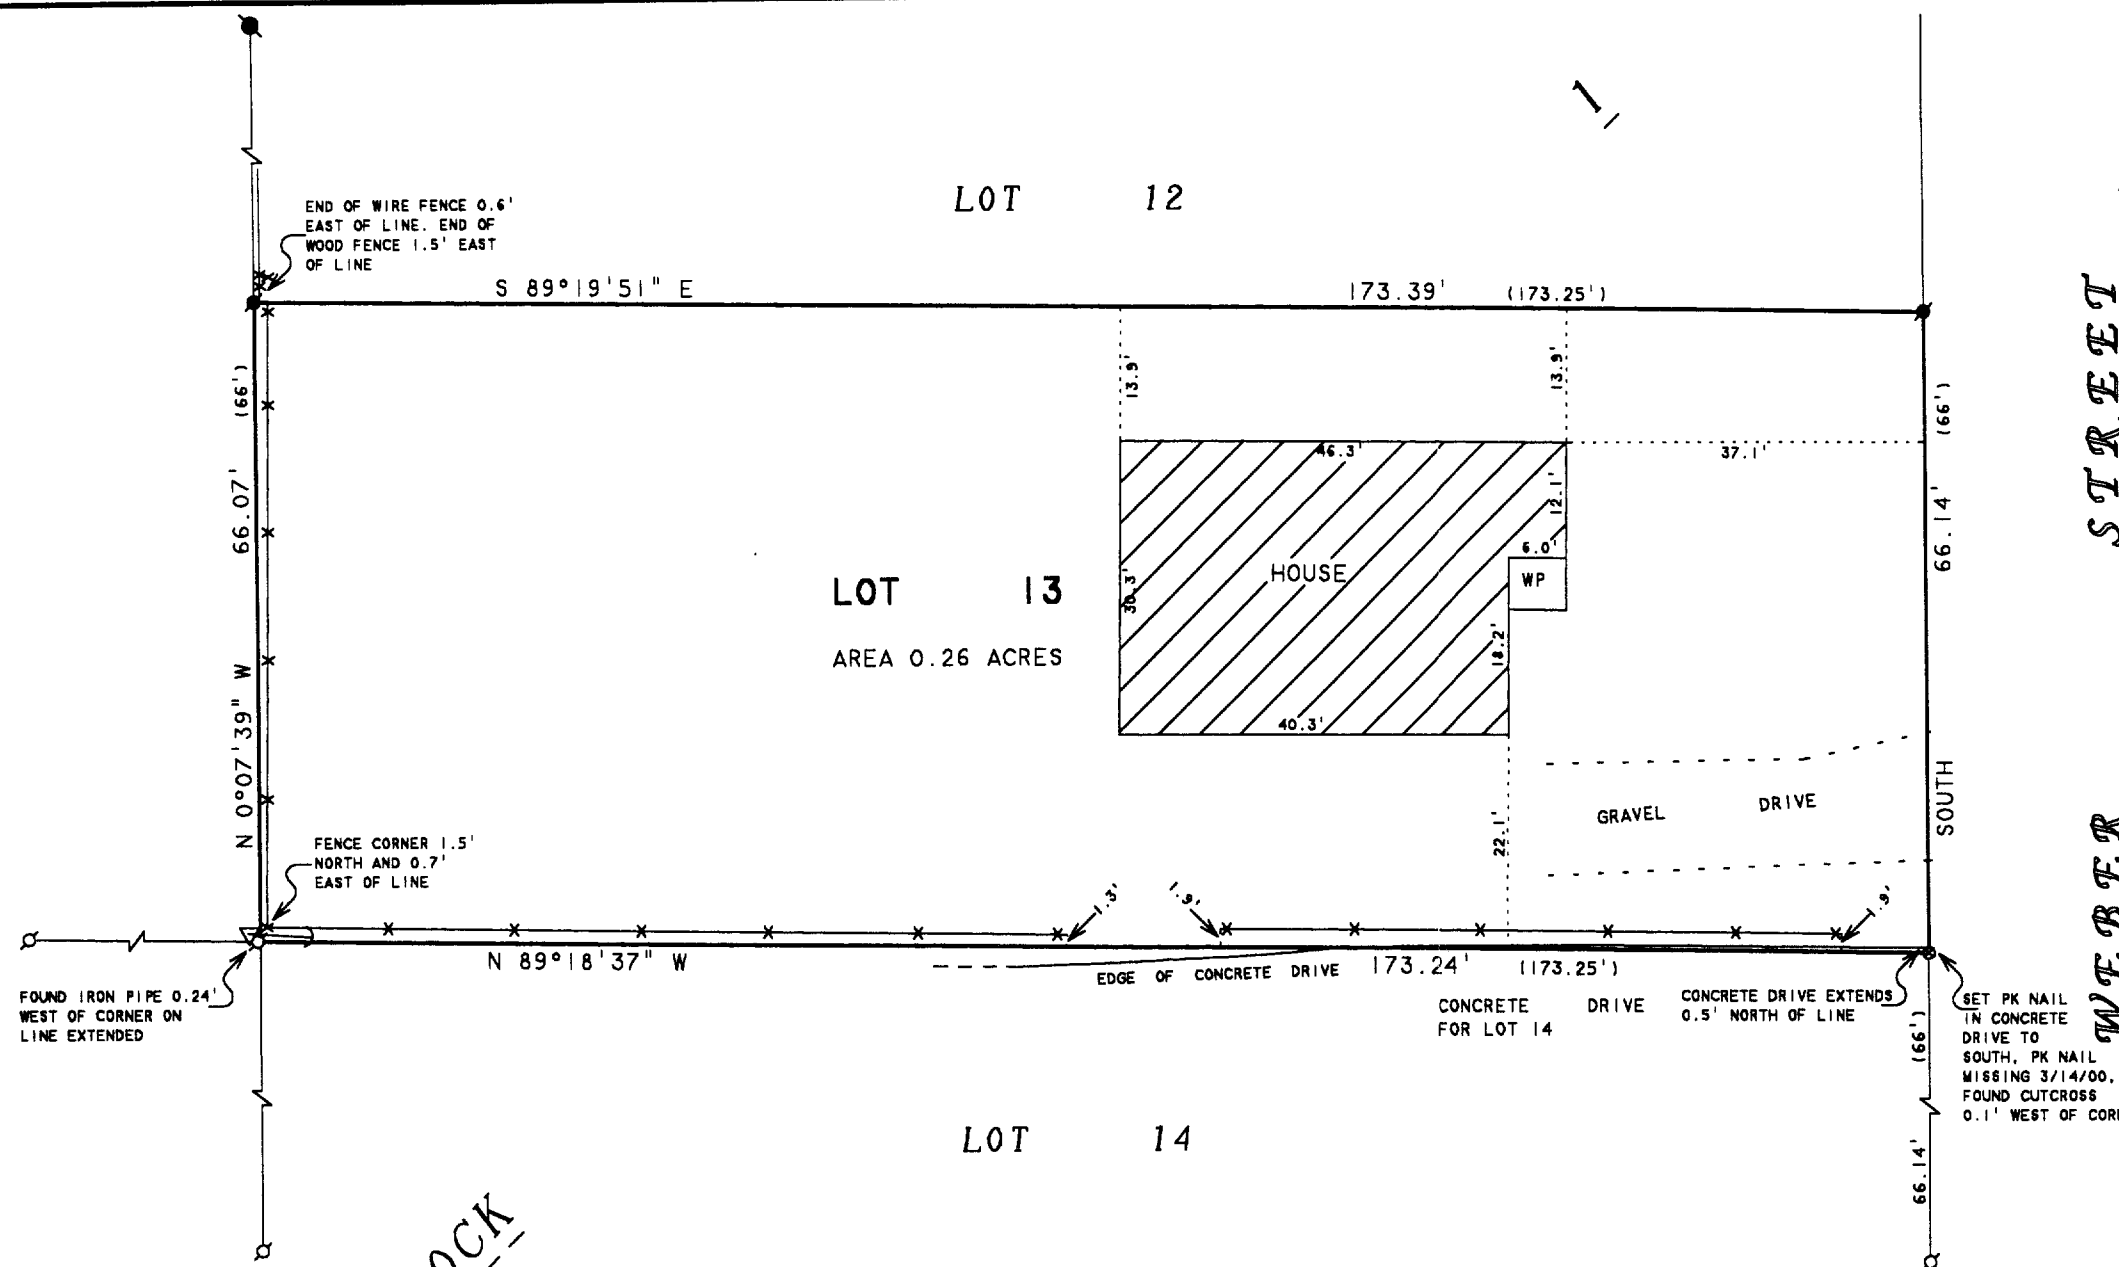 1
LOT 12
END OF WIRE FENCE 0.6'
EAST OF LINE. END OF
WOOD FENCE 1.5' EAST
OF LINE
S 89°19'51" E
173.39' (173.25')
(66')
66.07'
N 0°07'39" W
13.9'
13.9'
46.3'
37.1'
12.1'
6.0'
WP
HOUSE
30.3'
18.2'
40.3'
LOT 13
AREA 0.26 ACRES
(66')
66.14'
SOUTH
STREET
WEBER
GRAVEL DRIVE
22.1'
FENCE CORNER 1.5'
NORTH AND 0.7'
EAST OF LINE
1.3'
1.9'
1.9'
N 89°18'37" W
EDGE OF CONCRETE DRIVE
173.24' (173.25')
FOUND IRON PIPE 0.24'
WEST OF CORNER ON
LINE EXTENDED
CONCRETE DRIVE
FOR LOT 14
CONCRETE DRIVE EXTENDS
0.5' NORTH OF LINE
SET PK NAIL
IN CONCRETE
DRIVE TO
SOUTH, PK NAIL
MISSING 3/14/00,
FOUND CUTCROSS
0.1' WEST OF COR
(66')
66.14'
LOT 14
OCK